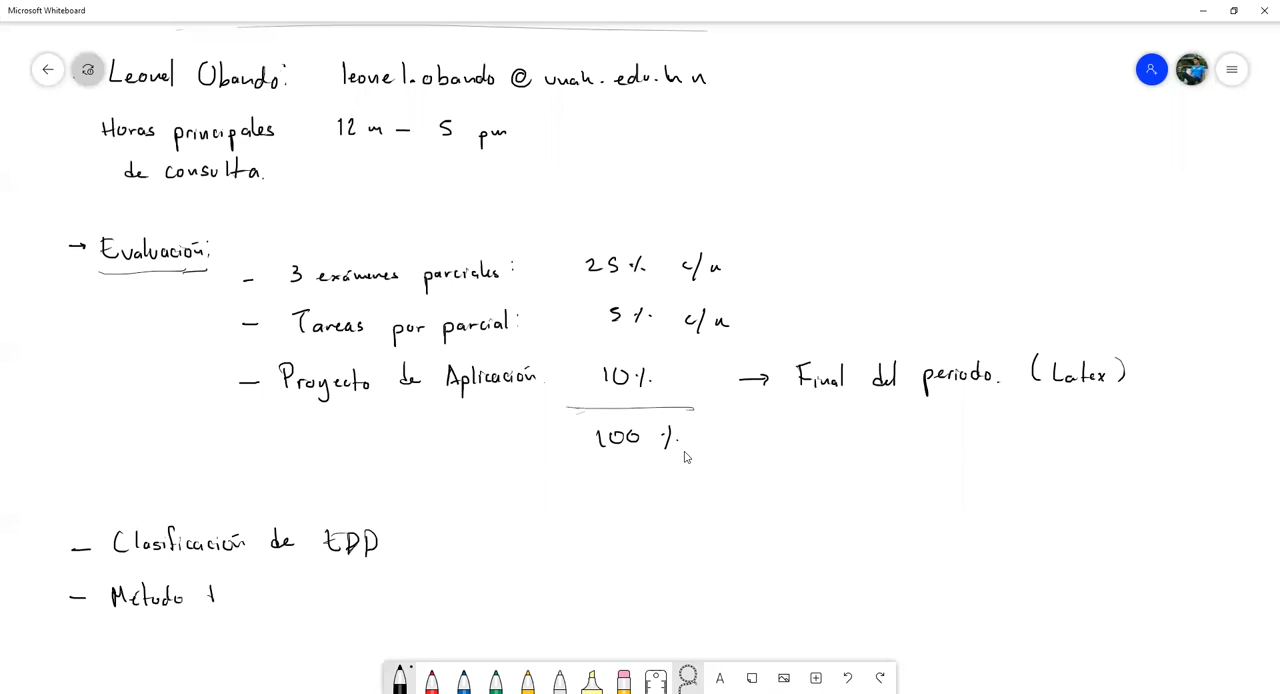 Microsoft Whiteboard
Leonel Obando: leonel.obando @ unah.edu.hn
Horas principales 12 m - 5 pm
de consulta.
→ Evaluación:
- 3 exámenes parciales: 25 % c/u
- Tareas por parcial: 5 % c/u
- Proyecto de Aplicación. 10 % → Final del periodo. (Latex)
100 %
- Clasificación de EDD
- Método